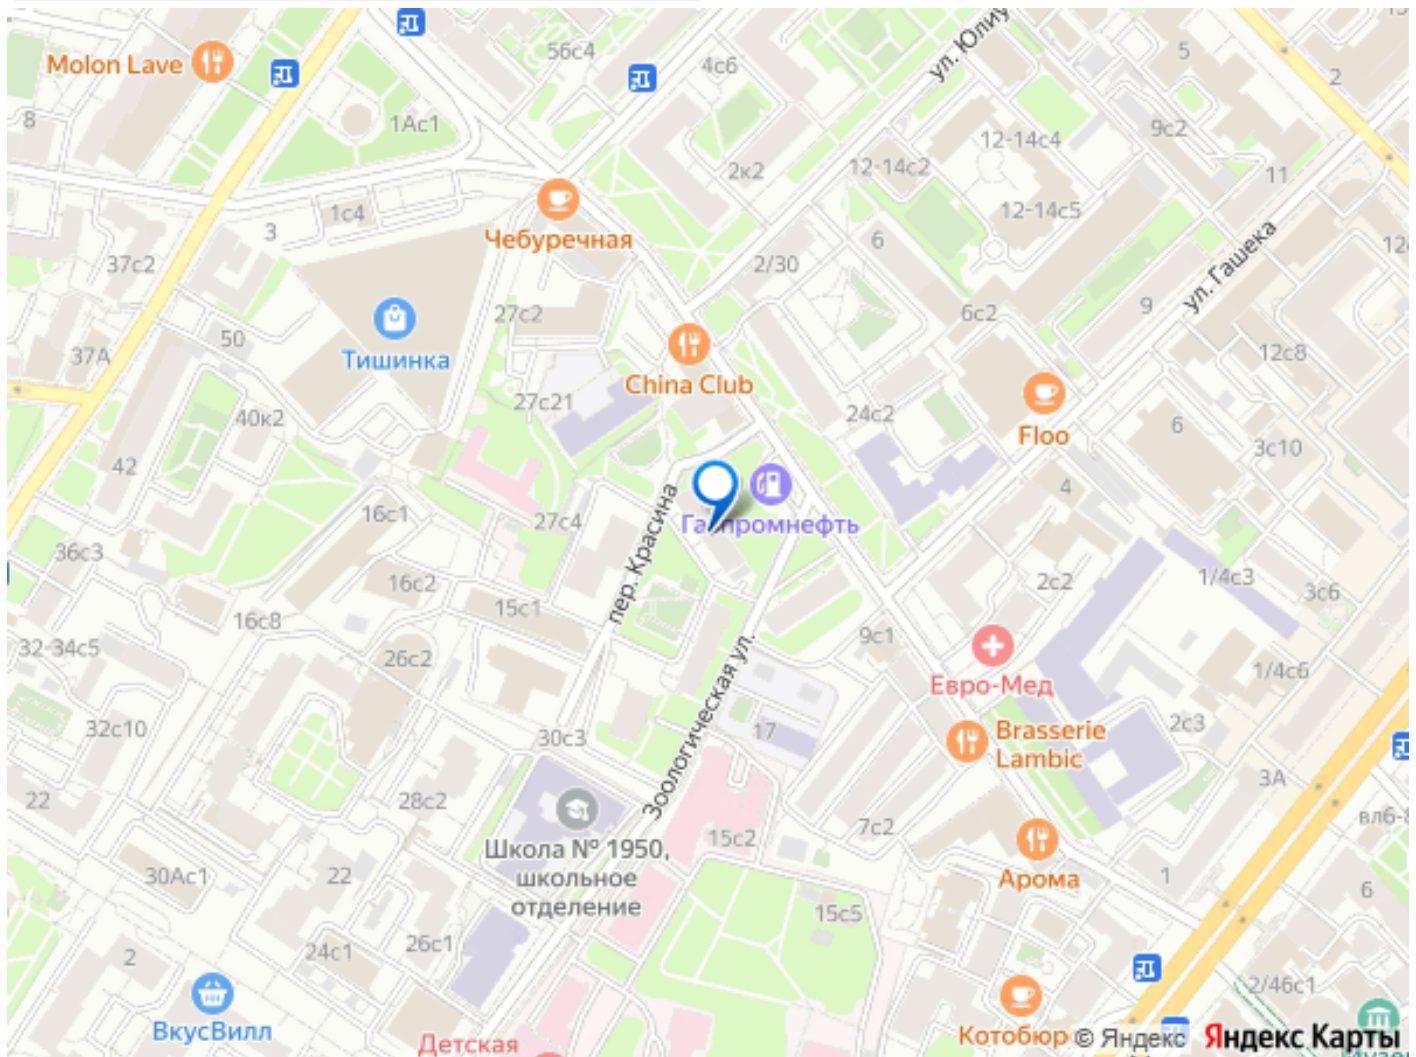 Molon Lave
56с4
4с6
ул. Юлиу
5
2
8
1Ас1
2к2
12-14с4
9с2
12-14с2
11
12-14с5
1с4
3
Чебуречная
6
37с2
2/30
ул. Гашека
124
27с2
6с2
9
50
37А
Тишинка
China Club
12с8
27с21
24с2
40к2
Floo
6
3с10
42
4
16с1
27с4
Газпромнефть
пер. Красина
36с3
16с2
2с2
1/4с3
3с6
15с1
16с8
9с1
32-34с5
26с2
Зоологическая ул.
Евро-Мед
1/4с6
32с10
30с3
17
Brasserie
Lambic
2с3
3А
22
28с2
7с2
вл6-8
15с2
Школа № 1950,
школьное
отделение
30Ас1
22
Арома
1
6
15с5
24с1
26с1
2
2/46с1
ВкусВилл
Детская
Котобюр
© Яндекс
Яндекс Карты